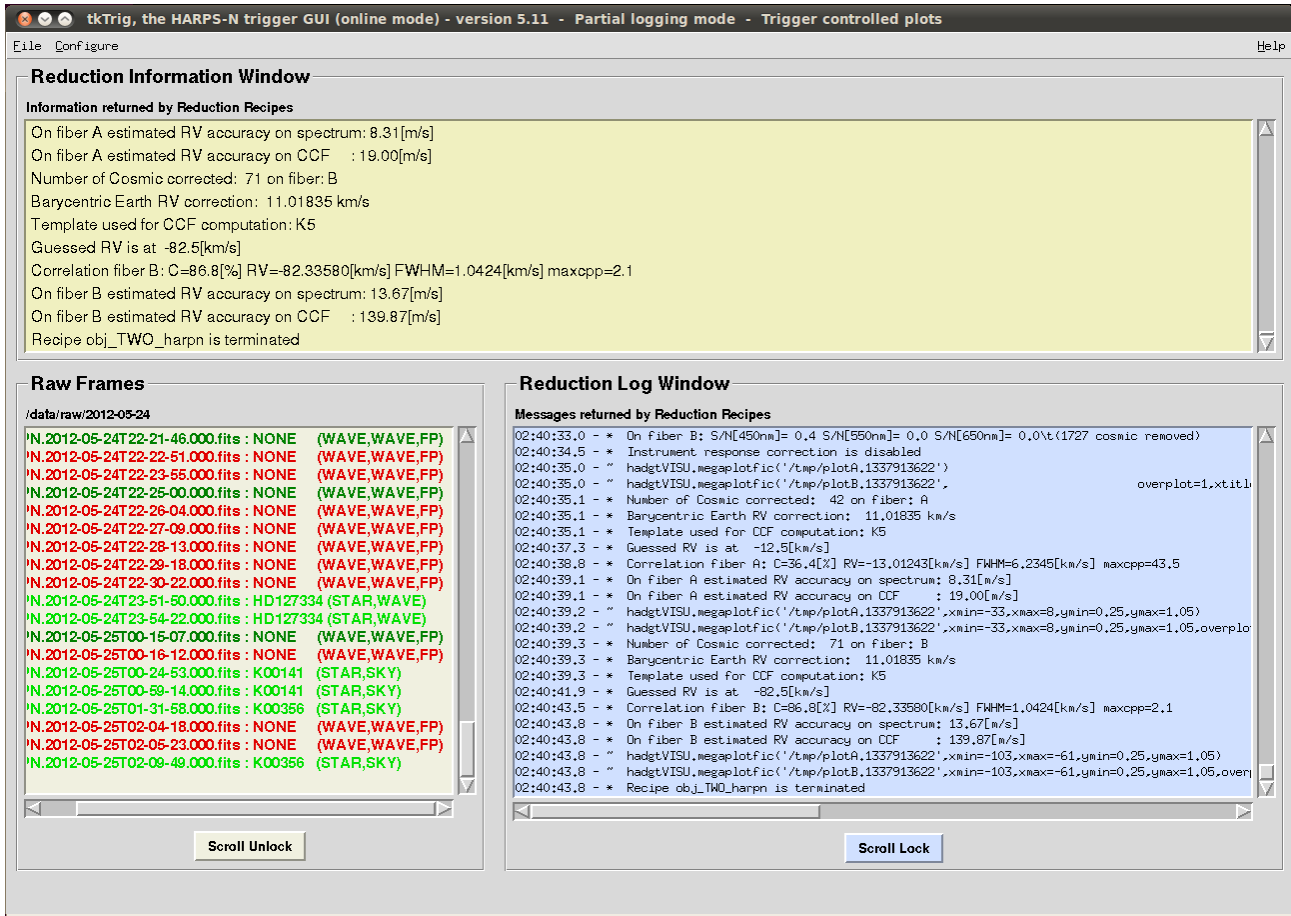 tkTrig, the HARPS-N trigger GUI (online mode) - version 5.11 - Partial logging mode - Trigger controlled plots
File Configure Help
Reduction Information Window
Information returned by Reduction Recipes
On fiber A estimated RV accuracy on spectrum: 8.31[m/s]
On fiber A estimated RV accuracy on CCF : 19.00[m/s]
Number of Cosmic corrected: 71 on fiber: B
Barycentric Earth RV correction: 11.01835 km/s
Template used for CCF computation: K5
Guessed RV is at -82.5[km/s]
Correlation fiber B: C=86.8[%] RV=-82.33580[km/s] FWHM=1.0424[km/s] maxcpp=2.1
On fiber B estimated RV accuracy on spectrum: 13.67[m/s]
On fiber B estimated RV accuracy on CCF : 139.87[m/s]
Recipe obj_TWO_harpn is terminated
Raw Frames
/data/raw/2012-05-24
'N.2012-05-24T22-21-46.000.fits : NONE (WAVE,WAVE,FP)
'N.2012-05-24T22-22-51.000.fits : NONE (WAVE,WAVE,FP)
'N.2012-05-24T22-23-55.000.fits : NONE (WAVE,WAVE,FP)
'N.2012-05-24T22-25-00.000.fits : NONE (WAVE,WAVE,FP)
'N.2012-05-24T22-26-04.000.fits : NONE (WAVE,WAVE,FP)
'N.2012-05-24T22-27-09.000.fits : NONE (WAVE,WAVE,FP)
'N.2012-05-24T22-28-13.000.fits : NONE (WAVE,WAVE,FP)
'N.2012-05-24T22-29-18.000.fits : NONE (WAVE,WAVE,FP)
'N.2012-05-24T22-30-22.000.fits : NONE (WAVE,WAVE,FP)
'N.2012-05-24T23-51-50.000.fits : HD127334 (STAR,WAVE)
'N.2012-05-24T23-54-22.000.fits : HD127334 (STAR,WAVE)
'N.2012-05-25T00-15-07.000.fits : NONE (WAVE,WAVE,FP)
'N.2012-05-25T00-16-12.000.fits : NONE (WAVE,WAVE,FP)
'N.2012-05-25T00-24-53.000.fits : K00141 (STAR,SKY)
'N.2012-05-25T00-59-14.000.fits : K00141 (STAR,SKY)
'N.2012-05-25T01-31-58.000.fits : K00356 (STAR,SKY)
'N.2012-05-25T02-04-18.000.fits : NONE (WAVE,WAVE,FP)
'N.2012-05-25T02-05-23.000.fits : NONE (WAVE,WAVE,FP)
'N.2012-05-25T02-09-49.000.fits : K00356 (STAR,SKY)
Scroll Unlock
Reduction Log Window
Messages returned by Reduction Recipes
02:40:33.0 - * On fiber B: S/N[450nm]= 0.4 S/N[550nm]= 0.0 S/N[650nm]= 0.0\t(1727 cosmic removed)
02:40:34.5 - * Instrument response correction is disabled
02:40:35.0 - ~ hadgtVISU.megaplotfic('/tmp/plotA.1337913622')
02:40:35.0 - ~ hadgtVISU.megaplotfic('/tmp/plotB.1337913622', overplot=1,xtitle
02:40:35.1 - * Number of Cosmic corrected: 42 on fiber: A
02:40:35.1 - * Barycentric Earth RV correction: 11.01835 km/s
02:40:35.1 - * Template used for CCF computation: K5
02:40:37.3 - * Guessed RV is at -12.5[km/s]
02:40:38.8 - * Correlation fiber A: C=36.4[%] RV=-13.01243[km/s] FWHM=6.2345[km/s] maxcpp=43.5
02:40:39.1 - * On fiber A estimated RV accuracy on spectrum: 8.31[m/s]
02:40:39.1 - * On fiber A estimated RV accuracy on CCF : 19.00[m/s]
02:40:39.2 - ~ hadgtVISU.megaplotfic('/tmp/plotA.1337913622',xmin=-33,xmax=8,ymin=0.25,ymax=1.05)
02:40:39.2 - ~ hadgtVISU.megaplotfic('/tmp/plotB.1337913622',xmin=-33,xmax=8,ymin=0.25,ymax=1.05,overplo
02:40:39.3 - * Number of Cosmic corrected: 71 on fiber: B
02:40:39.3 - * Barycentric Earth RV correction: 11.01835 km/s
02:40:39.3 - * Template used for CCF computation: K5
02:40:41.9 - * Guessed RV is at -82.5[km/s]
02:40:43.5 - * Correlation fiber B: C=86.8[%] RV=-82.33580[km/s] FWHM=1.0424[km/s] maxcpp=2.1
02:40:43.8 - * On fiber B estimated RV accuracy on spectrum: 13.67[m/s]
02:40:43.8 - * On fiber B estimated RV accuracy on CCF : 139.87[m/s]
02:40:43.8 - ~ hadgtVISU.megaplotfic('/tmp/plotA.1337913622',xmin=-103,xmax=-61,ymin=0.25,ymax=1.05)
02:40:43.8 - ~ hadgtVISU.megaplotfic('/tmp/plotB.1337913622',xmin=-103,xmax=-61,ymin=0.25,ymax=1.05,over
02:40:43.8 - * Recipe obj_TWO_harpn is terminated
Scroll Lock